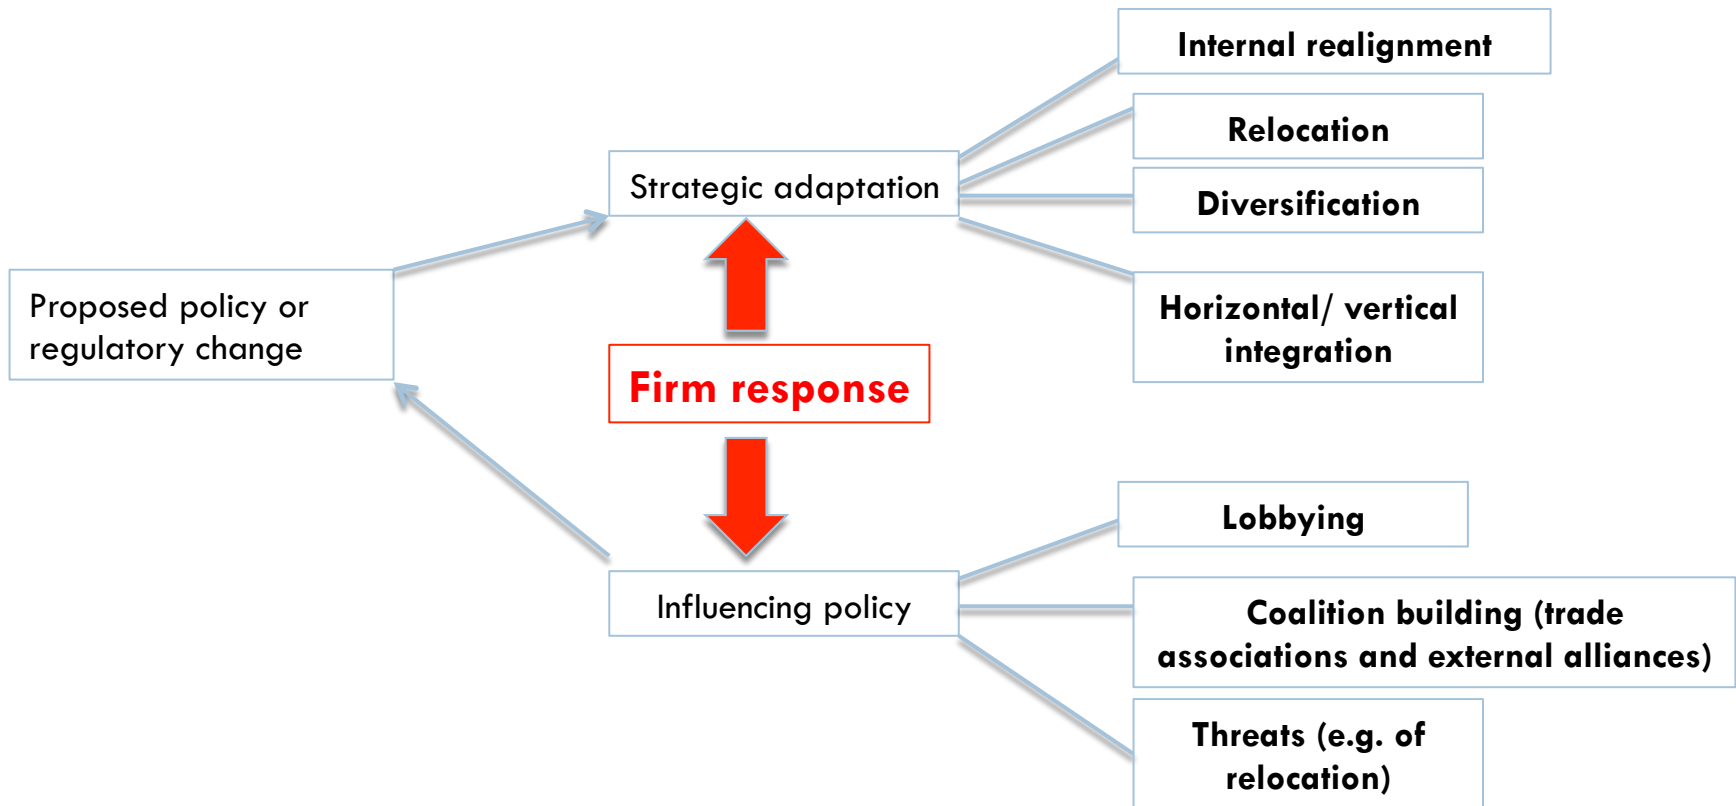 Internal realignment
Relocation
Strategic adaptation
Diversification
Proposed policy or
regulatory change
Horizontal/ vertical
integration
Firm response
Lobbying
Influencing policy
Coalition building (trade
associations and external alliances)
Threats (e.g. of
relocation)